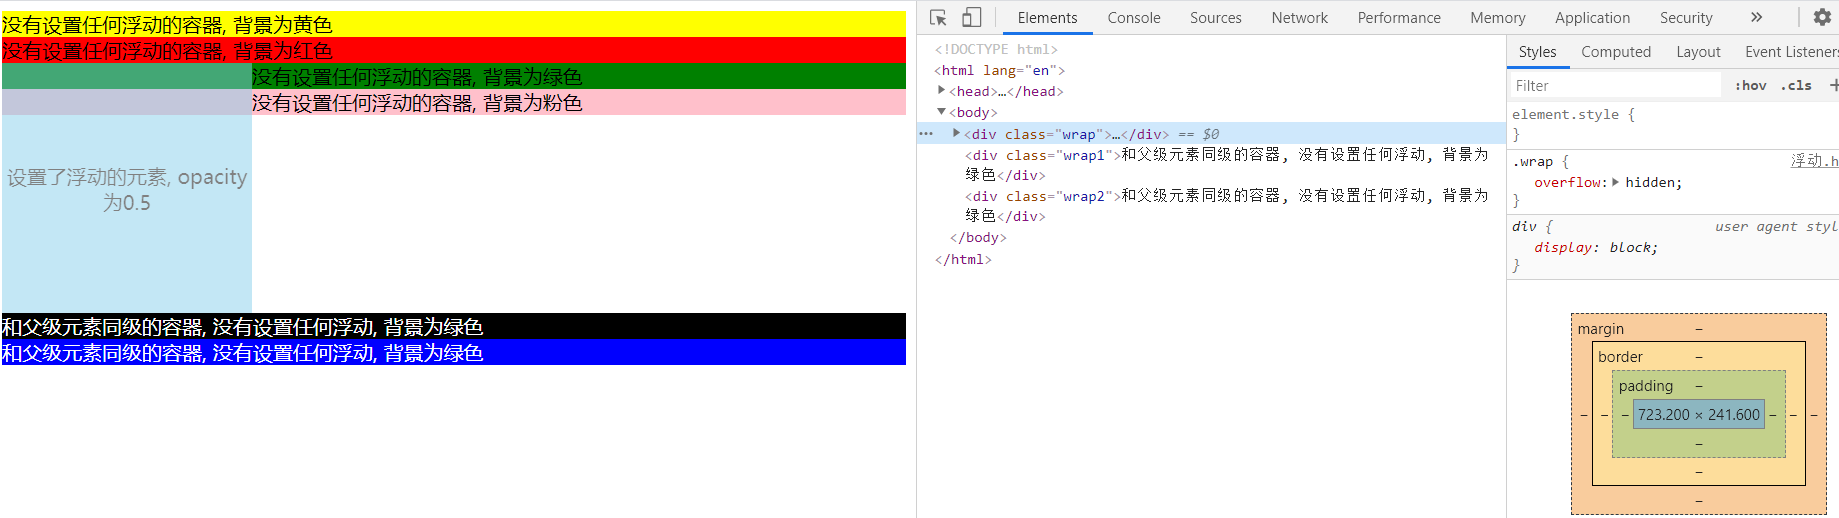 没有设置任何浮动的容器, 背景为黄色
没有设置任何浮动的容器, 背景为红色
没有设置任何浮动的容器, 背景为绿色
没有设置任何浮动的容器, 背景为粉色
设置了浮动的元素, opacity
为0.5
和父级元素同级的容器, 没有设置任何浮动, 背景为绿色
和父级元素同级的容器, 没有设置任何浮动, 背景为绿色
Elements Console Sources Network Performance Memory Application Security »
<!DOCTYPE html>
<html lang="en">
<head>…</head>
<body>
<div class="wrap">…</div> == $0
<div class="wrap1">和父级元素同级的容器, 没有设置任何浮动, 背景为
绿色</div>
<div class="wrap2">和父级元素同级的容器, 没有设置任何浮动, 背景为
绿色</div>
</body>
</html>
Styles Computed Layout Event Listeners
Filter :hov .cls +
element.style {
}
.wrap { 浮动.h
overflow: hidden;
}
div { user agent styl
display: block;
}
margin –
border –
padding –
– – – 723.200 × 241.600 – – –
–
–
–